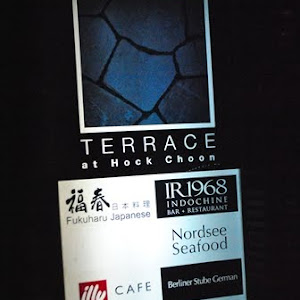 TERRACE
at Hock Choon
福春 日本料理
Fukuharu Japanese
IR1968
INDOCHINE
BAR • RESTAURANT
Nordsee
Seafood
illy CAFE
Berliner Stube German